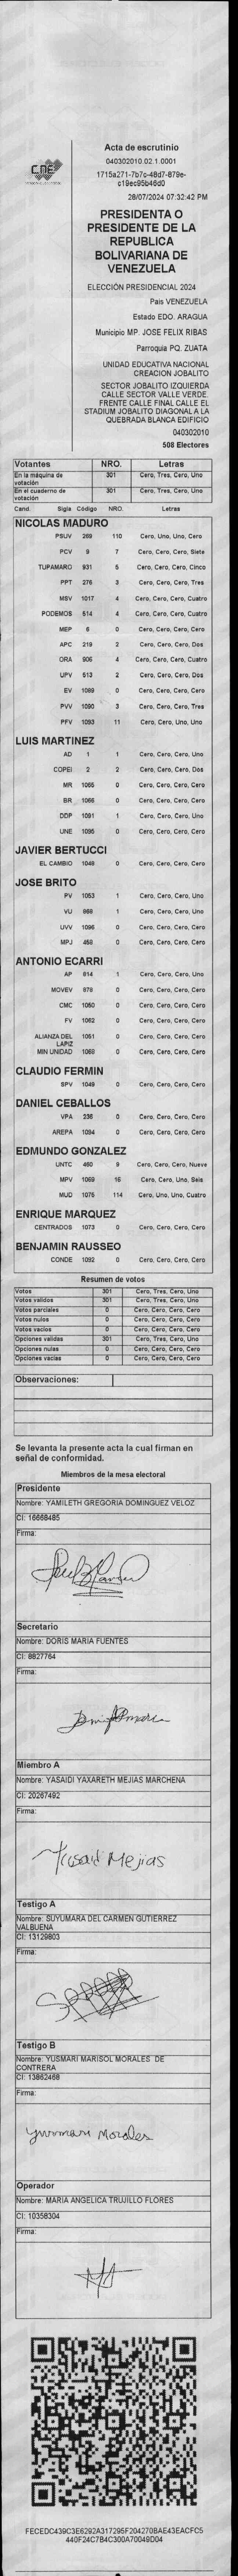 CNE
Acta de escrutinio
040302010.02.1.0001
1715a271-7b7c-48d7-879e-
c19ec95b46d0
28/07/2024 07:32:42 PM
PRESIDENTA O
PRESIDENTE DE LA
REPUBLICA
BOLIVARIANA DE
VENEZUELA
ELECCIÓN PRESIDENCIAL 2024
Pais VENEZUELA
Estado EDO. ARAGUA
Municipio MP. JOSE FELIX RIBAS
Parroquia PQ. ZUATA
UNIDAD EDUCATIVA NACIONAL
CREACION JOBALITO
SECTOR JOBALITO IZQUIERDA
CALLE SECTOR VALLE VERDE.
FRENTE CALLE FINAL CALLE EL
STADIUM JOBALITO DIAGONAL A LA
QUEBRADA BLANCA EDIFICIO
040302010
508 Electores
Votantes NRO. Letras
En la máquina de votación 301 Cero, Tres, Cero, Uno
En el cuaderno de votación 301 Cero, Tres, Cero, Uno
Cand. Sigla Código NRO. Letras
NICOLAS MADURO
PSUV 269 110 Cero, Uno, Uno, Cero
PCV 9 7 Cero, Cero, Cero, Siete
TUPAMARO 931 5 Cero, Cero, Cero, Cinco
PPT 276 3 Cero, Cero, Cero, Tres
MSV 1017 4 Cero, Cero, Cero, Cuatro
PODEMOS 514 4 Cero, Cero, Cero, Cuatro
MEP 6 0 Cero, Cero, Cero, Cero
APC 219 2 Cero, Cero, Cero, Dos
ORA 906 4 Cero, Cero, Cero, Cuatro
UPV 613 2 Cero, Cero, Cero, Dos
EV 1089 0 Cero, Cero, Cero, Cero
PVV 1090 3 Cero, Cero, Cero, Tres
PFV 1093 11 Cero, Cero, Uno, Uno
LUIS MARTINEZ
AD 1 1 Cero, Cero, Cero, Uno
COPEI 2 2 Cero, Cero, Cero, Dos
MR 1055 0 Cero, Cero, Cero, Cero
BR 1066 0 Cero, Cero, Cero, Cero
DDP 1091 1 Cero, Cero, Cero, Uno
UNE 1095 0 Cero, Cero, Cero, Cero
JAVIER BERTUCCI
EL CAMBIO 1048 0 Cero, Cero, Cero, Cero
JOSE BRITO
PV 1053 1 Cero, Cero, Cero, Uno
VU 868 1 Cero, Cero, Cero, Uno
UVV 1096 0 Cero, Cero, Cero, Cero
MPJ 458 0 Cero, Cero, Cero, Cero
ANTONIO ECARRI
AP 814 1 Cero, Cero, Cero, Uno
MOVEV 978 0 Cero, Cero, Cero, Cero
CMC 1050 0 Cero, Cero, Cero, Cero
FV 1062 0 Cero, Cero, Cero, Cero
ALIANZA DEL LAPIZ 1051 0 Cero, Cero, Cero, Cero
MIN UNIDAD 1068 0 Cero, Cero, Cero, Cero
CLAUDIO FERMIN
SPV 1049 0 Cero, Cero, Cero, Cero
DANIEL CEBALLOS
VPA 236 0 Cero, Cero, Cero, Cero
AREPA 1094 0 Cero, Cero, Cero, Cero
EDMUNDO GONZALEZ
UNTC 460 9 Cero, Cero, Cero, Nueve
MPV 1069 16 Cero, Cero, Uno, Seis
MUD 1075 114 Cero, Uno, Uno, Cuatro
ENRIQUE MARQUEZ
CENTRADOS 1073 0 Cero, Cero, Cero, Cero
BENJAMIN RAUSSEO
CONDE 1092 0 Cero, Cero, Cero, Cero
Resumen de votos
Votos 301 Cero, Tres, Cero, Uno
Votos validos 301 Cero, Tres, Cero, Uno
Votos parciales 0 Cero, Cero, Cero, Cero
Votos nulos 0 Cero, Cero, Cero, Cero
Votos vacios 0 Cero, Cero, Cero, Cero
Opciones validas 301 Cero, Tres, Cero, Uno
Opciones nulas 0 Cero, Cero, Cero, Cero
Opciones vacias 0 Cero, Cero, Cero, Cero
Observaciones:
Se levanta la presente acta la cual firman en
señal de conformidad.
Miembros de la mesa electoral
Presidente
Nombre: YAMILETH GREGORIA DOMINGUEZ VELOZ
CI: 16668485
Firma:
Secretario
Nombre: DORIS MARIA FUENTES
CI: 8827764
Firma:
Miembro A
Nombre: YASAIDI YAXARETH MEJIAS MARCHENA
CI: 20267492
Firma:
Yasaidi Mejias
Testigo A
Nombre: SUYUMARA DEL CARMEN GUTIERREZ
VALBUENA
CI: 13129803
Firma:
Testigo B
Nombre: YUSMARI MARISOL MORALES DE
CONTRERA
CI: 13862468
Firma:
Yusmari Morales
Operador
Nombre: MARIA ANGELICA TRUJILLO FLORES
CI: 10358304
Firma:
FECEDC439C3E6292A317295F204270BAE43EACFC5
440F24C7B4C300A70049D04